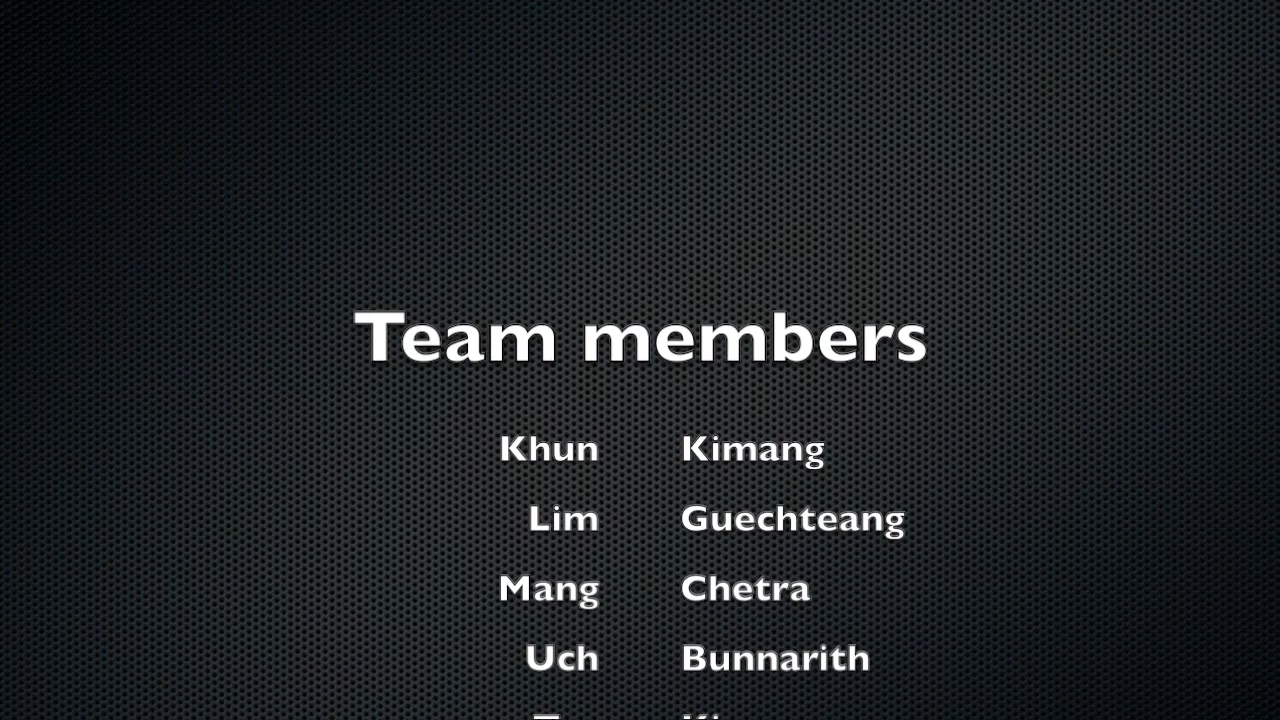 Team members
Khun Kimang
Lim Guechteang
Mang Chetra
Uch Bunnarith